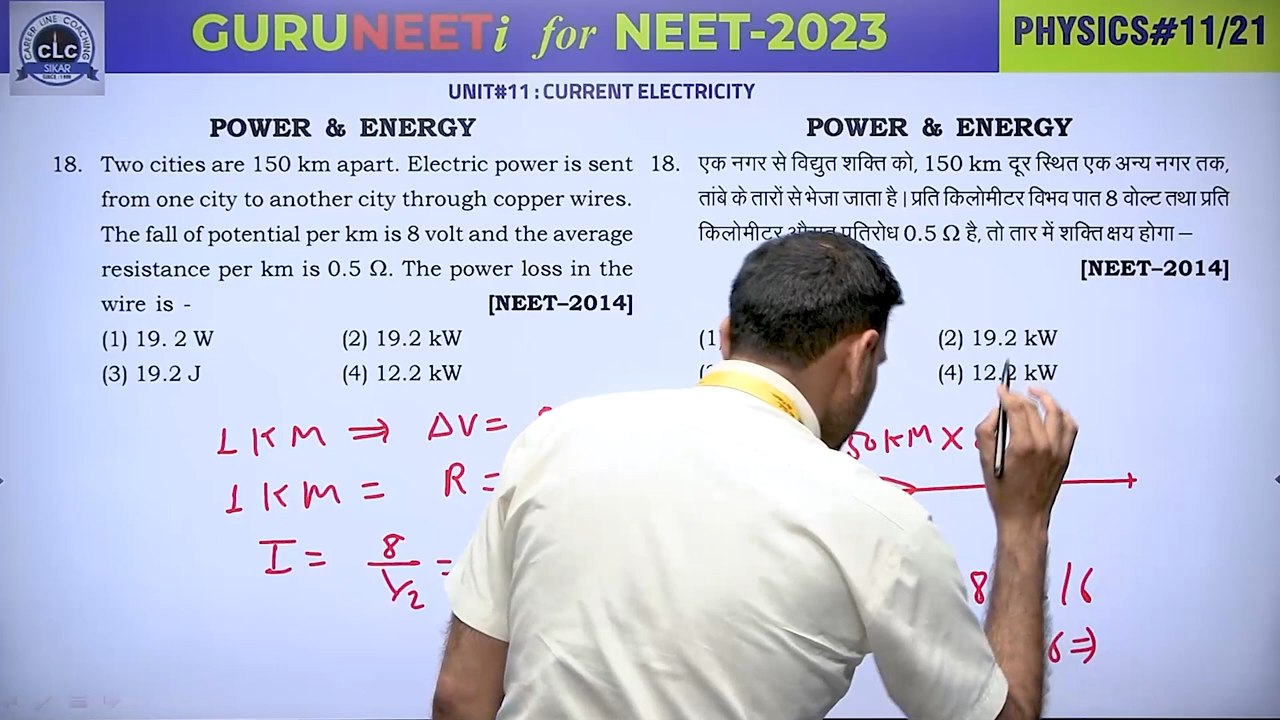 CAREER LINE COACHING
CLC
SIKAR
SINCE : 1996
GURUNEETi for NEET-2023
PHYSICS#11/21
UNIT#11 : CURRENT ELECTRICITY
POWER & ENERGY
18. Two cities are 150 km apart. Electric power is sent
from one city to another city through copper wires.
The fall of potential per km is 8 volt and the average
resistance per km is 0.5 Ω. The power loss in the
wire is - [NEET–2014]
(1) 19. 2 W (2) 19.2 kW
(3) 19.2 J (4) 12.2 kW
1 KM ⇒ ΔV =
1 KM = R =
I = 8/1/2 =
POWER & ENERGY
18. एक नगर से विद्युत शक्ति को, 150 km दूर स्थित एक अन्य नगर तक,
तांबे के तारों से भेजा जाता है। प्रति किलोमीटर विभव पात 8 वोल्ट तथा प्रति
किलोमीटर औसत प्रतिरोध 0.5 Ω है, तो तार में शक्ति क्षय होगा –
[NEET–2014]
(2) 19.2 kW
(4) 12.2 kW
50 KM X
8 16
6 ⇒